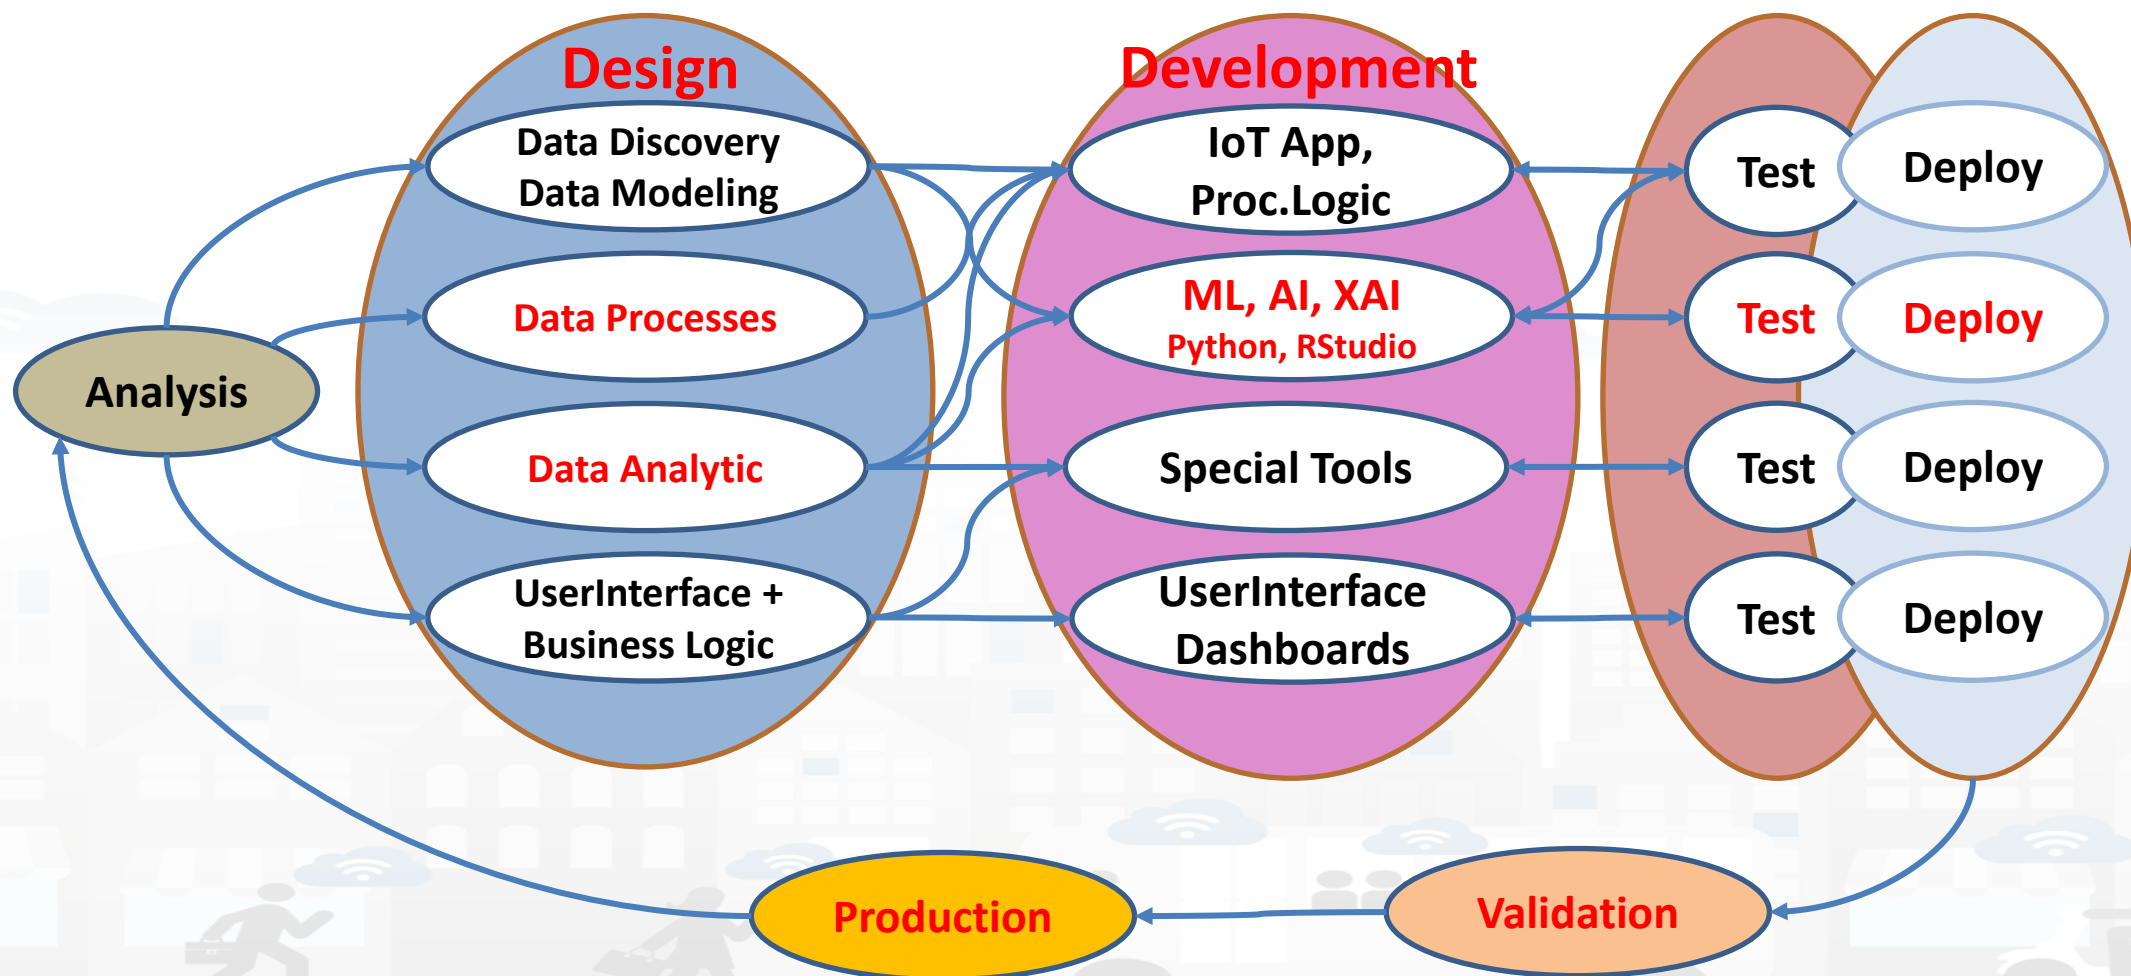 Design
Development
Data Discovery
Data Modeling
IoT App,
Proc.Logic
Test
Deploy
Data Processes
ML, AI, XAI
Python, RStudio
Test
Deploy
Analysis
Data Analytic
Special Tools
Test
Deploy
UserInterface +
Business Logic
UserInterface
Dashboards
Test
Deploy
Production
Validation